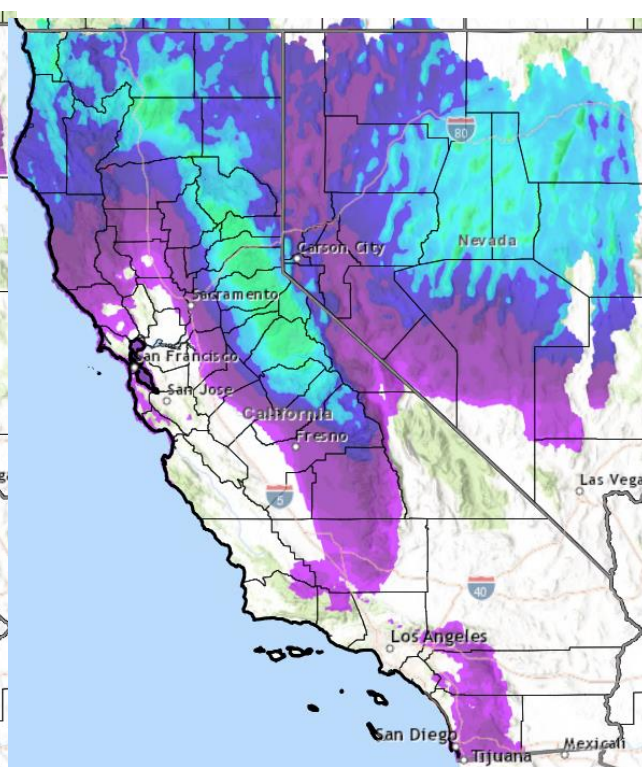 80
Nevada
Carson City
Sacramento
San Francisco
San Jose
California
Fresno
5
Las Vega
40
Los Angeles
San Diego
Mexicali
Tijuana